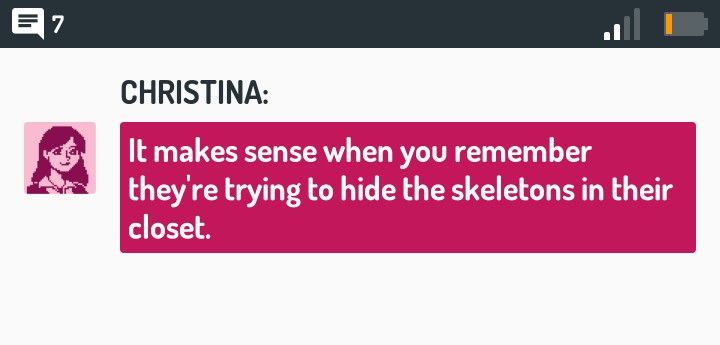 7
CHRISTINA:
It makes sense when you remember
they're trying to hide the skeletons in their
closet.